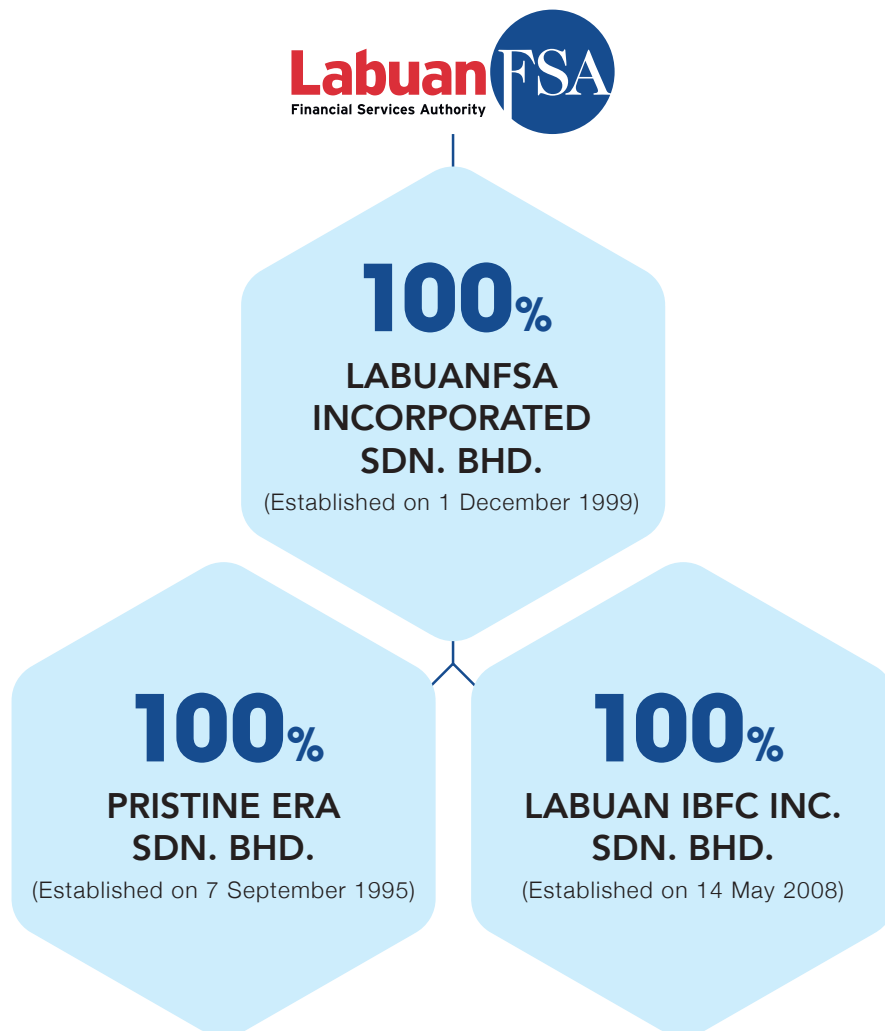 Labuan FSA
Financial Services Authority
100%
LABUANFSA
INCORPORATED
SDN. BHD.
(Established on 1 December 1999)
100%
PRISTINE ERA
SDN. BHD.
(Established on 7 September 1995)
100%
LABUAN IBFC INC.
SDN. BHD.
(Established on 14 May 2008)